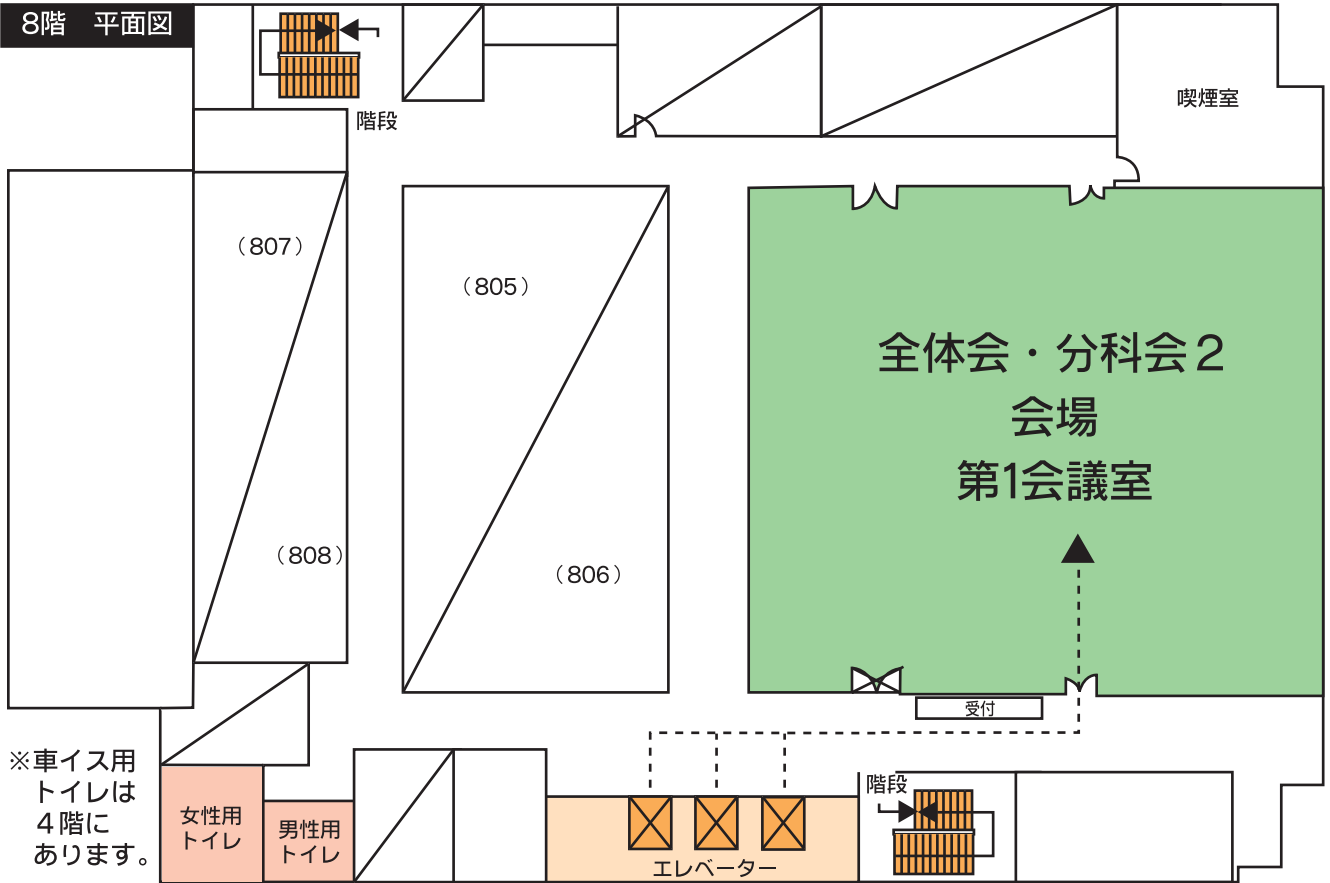 8階　平面図
階段
喫煙室
（807）
（805）
全体会・分科会２
会場
第1会議室
（808）
（806）
受付
※車イス用
トイレは
４階に
あります。
女性用
トイレ
男性用
トイレ
エレベーター
階段